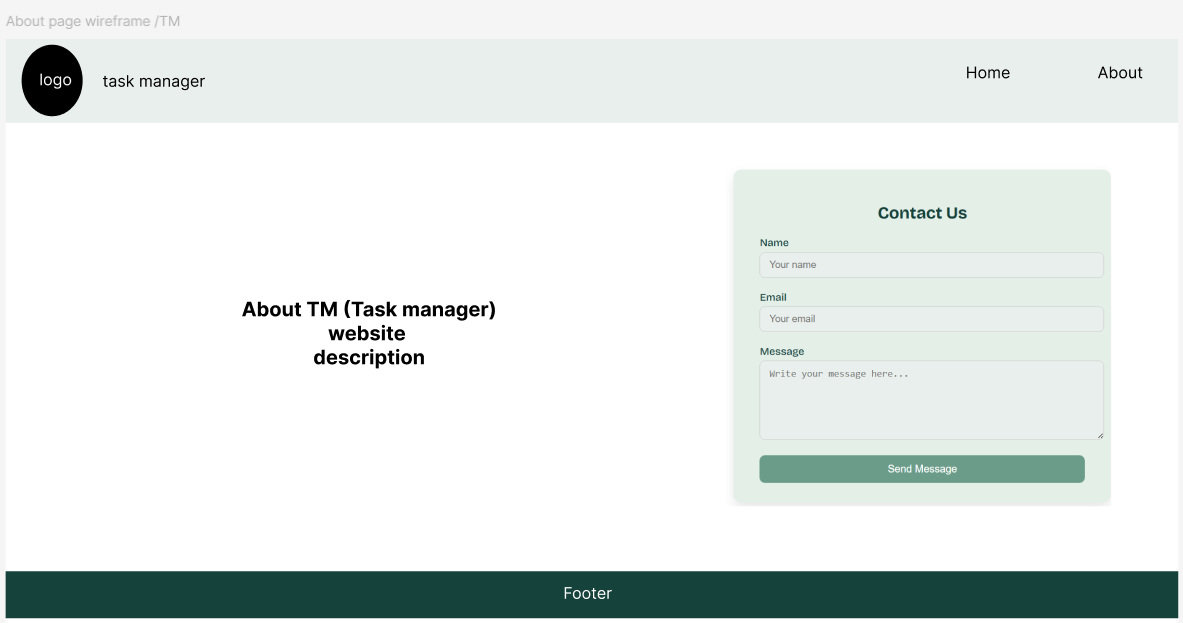 About page wireframe /TM
logo
task manager
Home
About
About TM (Task manager)
website
description
Contact Us
Name
Your name
Email
Your email
Message
Write your message here...
Send Message
Footer